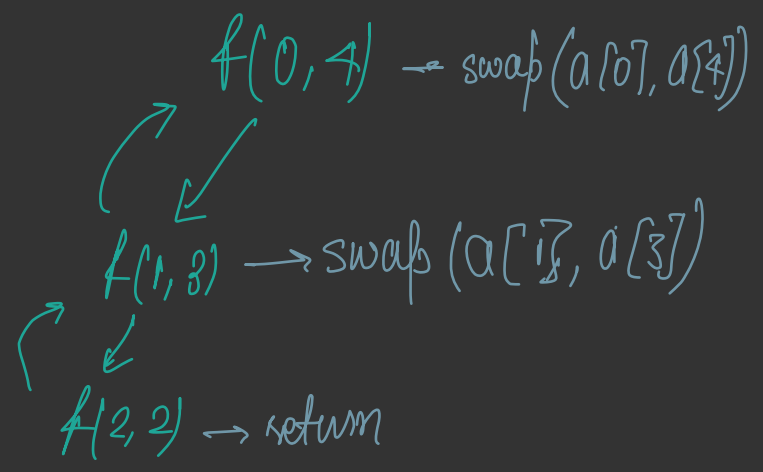 f(0,4) → swap(a[0], a[4])
f(1,3) → swap(a[1], a[3])
f(2,2) → return